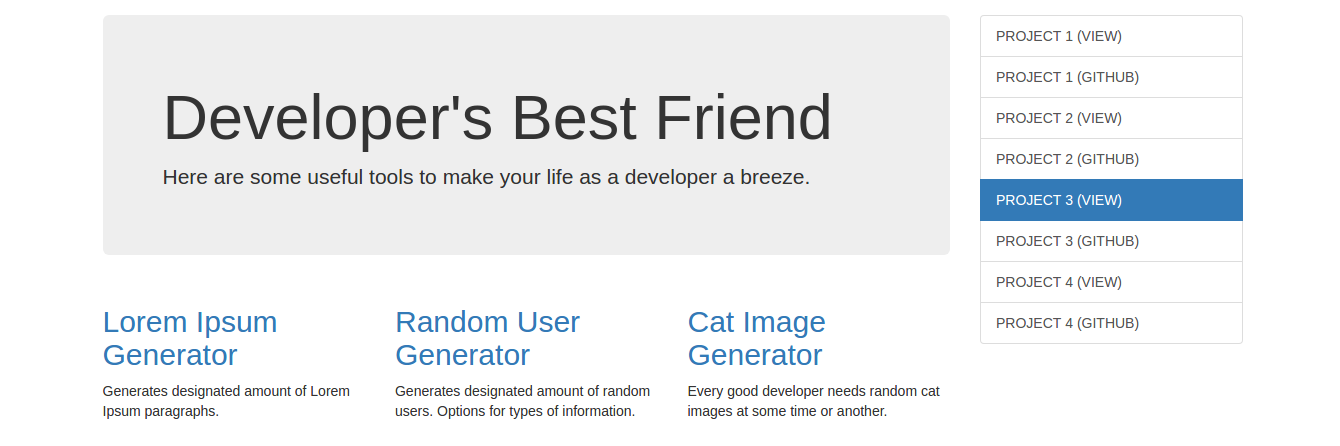 Developer's Best Friend
Here are some useful tools to make your life as a developer a breeze.
Lorem Ipsum
Generator
Generates designated amount of Lorem
Ipsum paragraphs.
Random User
Generator
Generates designated amount of random
users. Options for types of information.
Cat Image
Generator
Every good developer needs random cat
images at some time or another.
PROJECT 1 (VIEW)
PROJECT 1 (GITHUB)
PROJECT 2 (VIEW)
PROJECT 2 (GITHUB)
PROJECT 3 (VIEW)
PROJECT 3 (GITHUB)
PROJECT 4 (VIEW)
PROJECT 4 (GITHUB)